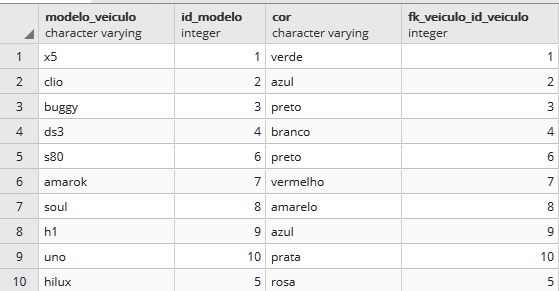 modelo_veiculo id_modelo cor fk_veiculo_id_veiculo
character varying integer character varying integer
1 x5 1 verde 1
2 clio 2 azul 2
3 buggy 3 preto 3
4 ds3 4 branco 4
5 s80 6 preto 6
6 amarok 7 vermelho 7
7 soul 8 amarelo 8
8 h1 9 azul 9
9 uno 10 prata 10
10 hilux 5 rosa 5